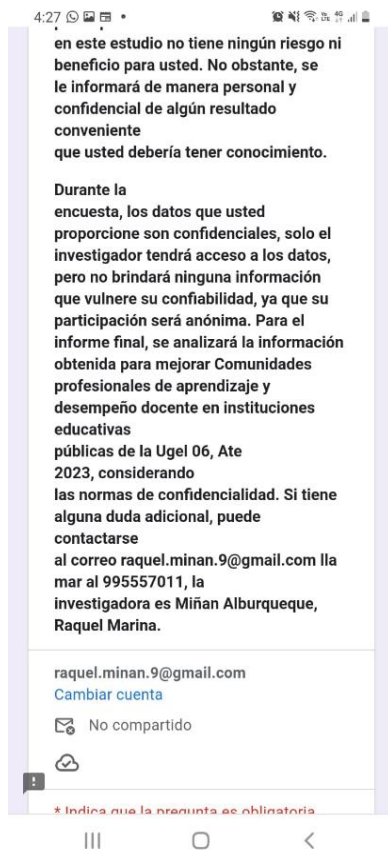 4:27
en este estudio no tiene ningún riesgo ni
beneficio para usted. No obstante, se
le informará de manera personal y
confidencial de algún resultado
conveniente
que usted debería tener conocimiento.
Durante la
encuesta, los datos que usted
proporcione son confidenciales, solo el
investigador tendrá acceso a los datos,
pero no brindará ninguna información
que vulnere su confiabilidad, ya que su
participación será anónima. Para el
informe final, se analizará la información
obtenida para mejorar Comunidades
profesionales de aprendizaje y
desempeño docente en instituciones
educativas
públicas de la Ugel 06, Ate
2023, considerando
las normas de confidencialidad. Si tiene
alguna duda adicional, puede
contactarse
al correo raquel.minan.9@gmail.com lla
mar al 995557011, la
investigadora es Miñan Alburqueque,
Raquel Marina.
raquel.minan.9@gmail.com
Cambiar cuenta
No compartido
* Indica que la pregunta es obligatoria